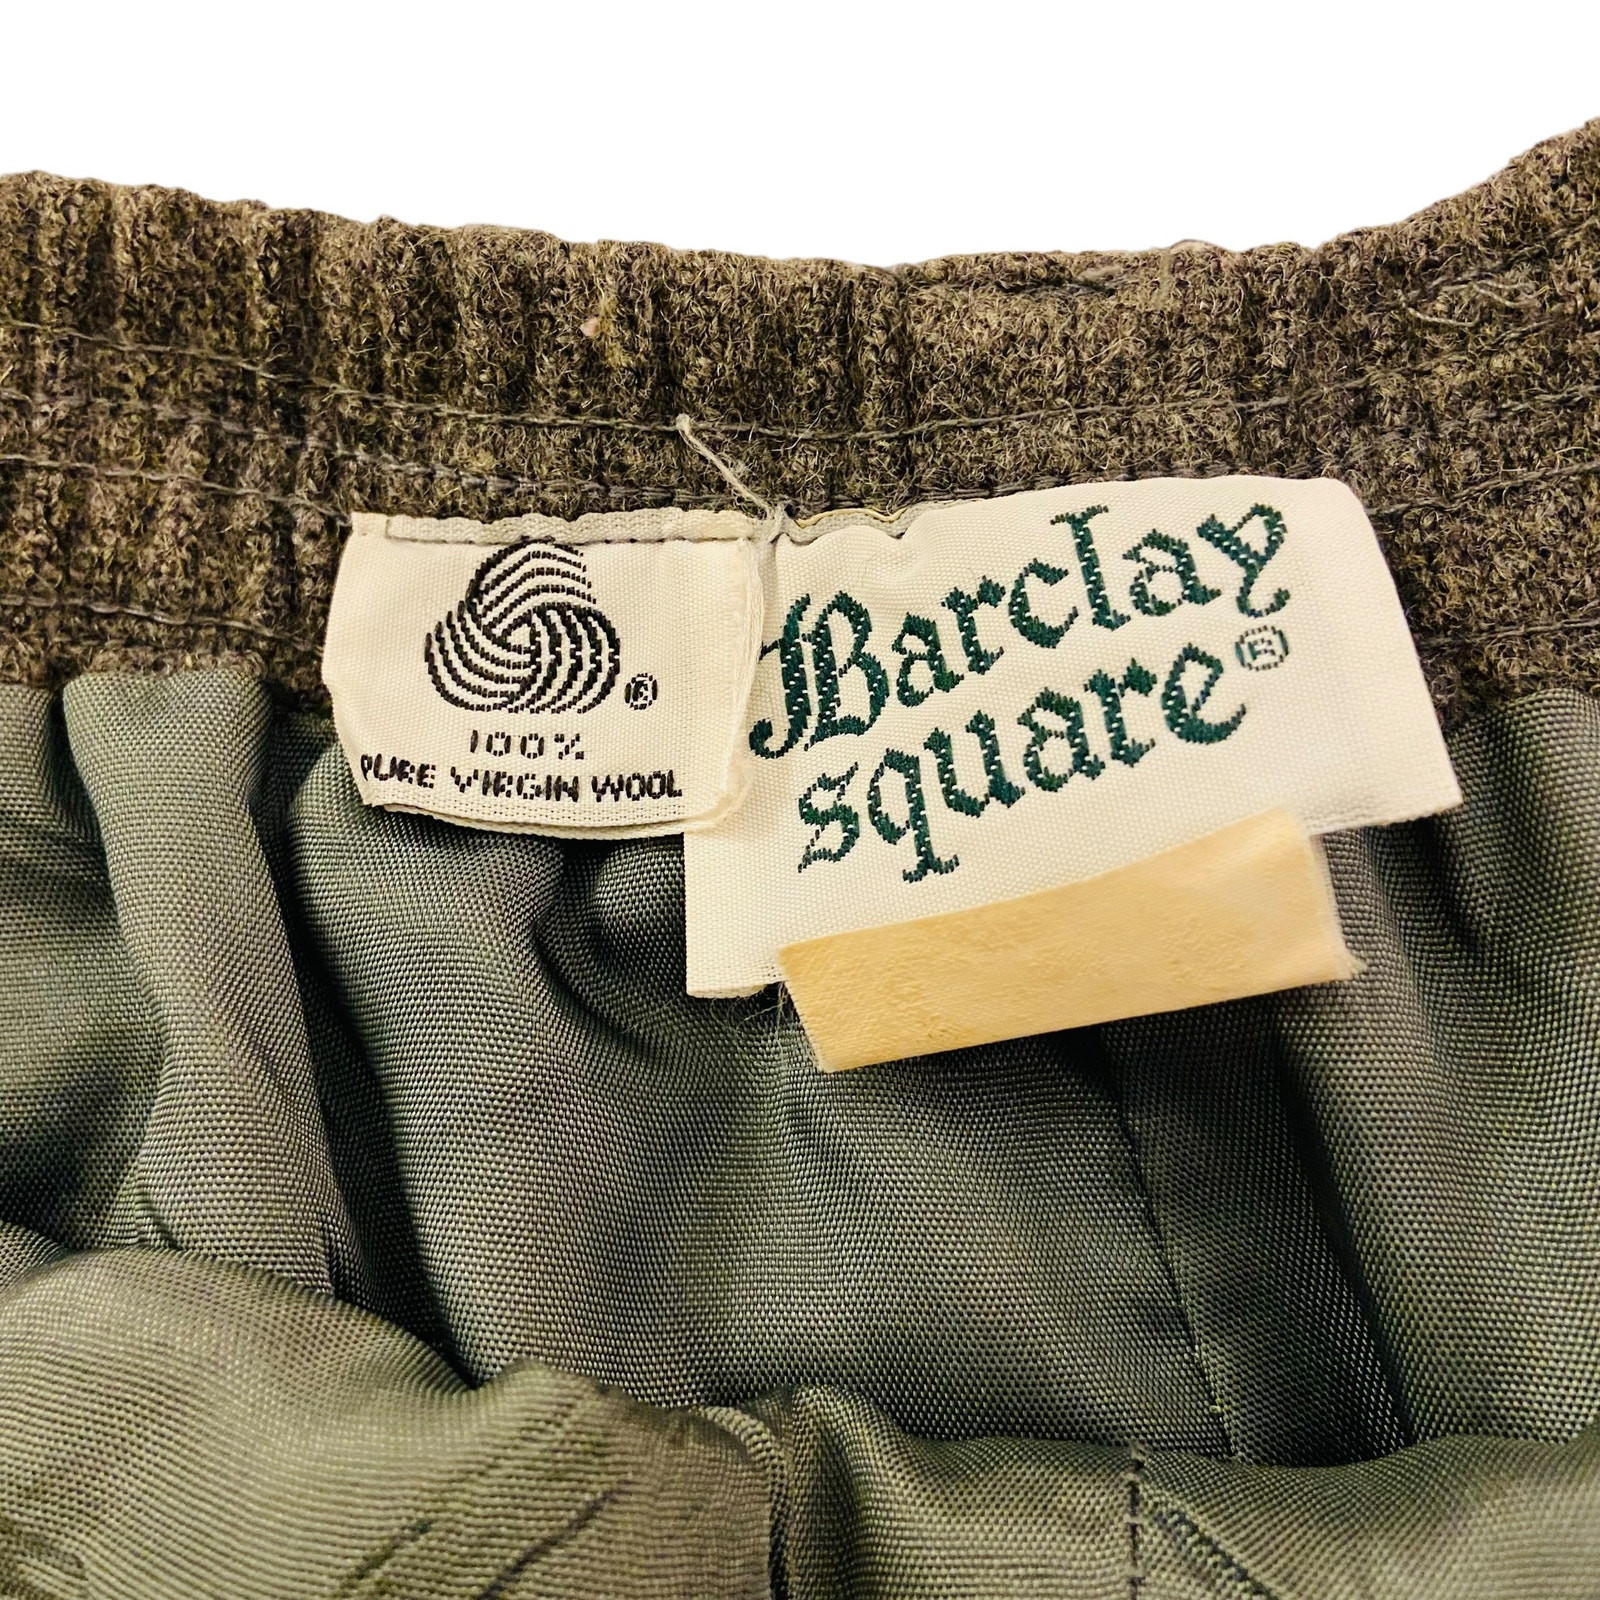 ®
100%
PURE VIRGIN WOOL
Barclay
square®